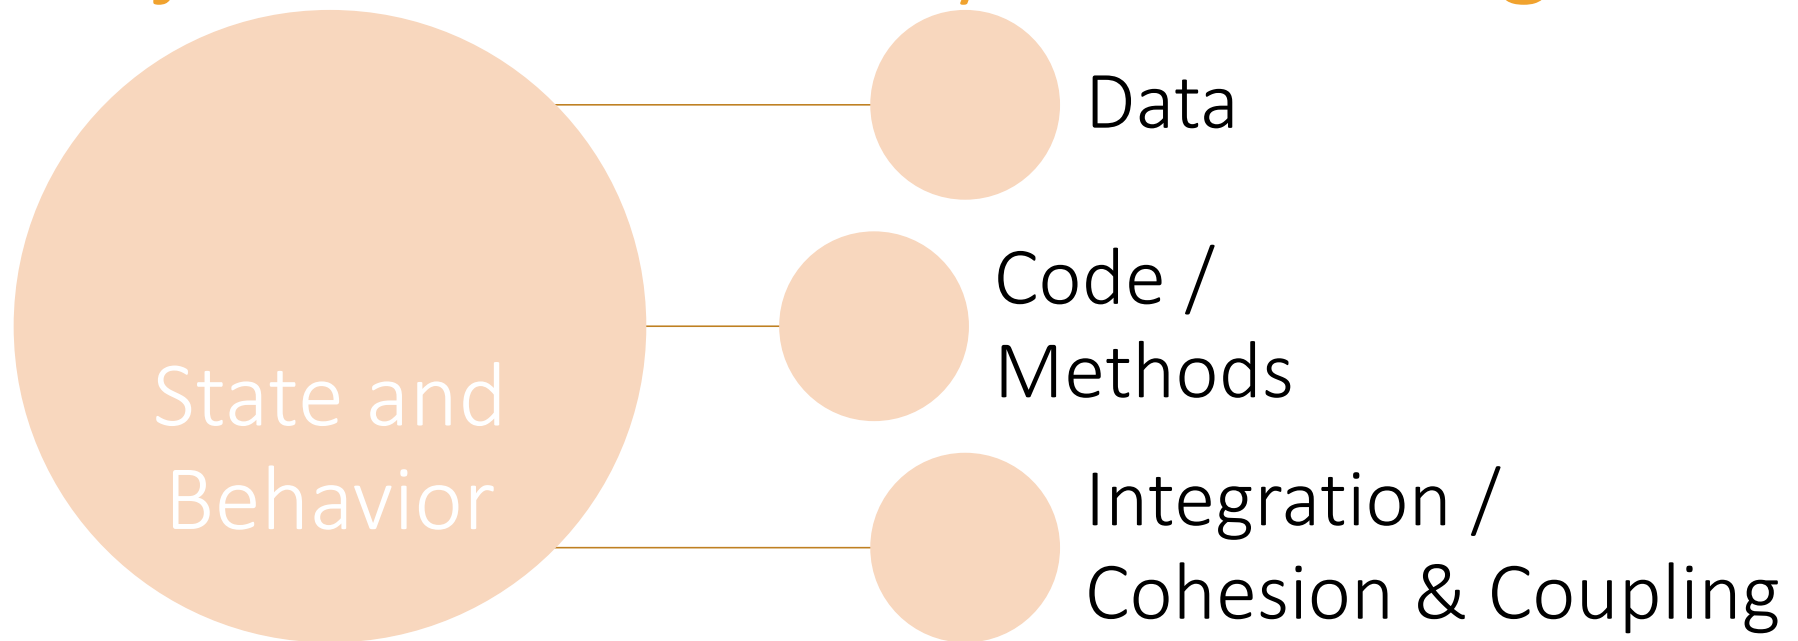 State and
Behavior
Data
Code /
Methods
Integration /
Cohesion & Coupling